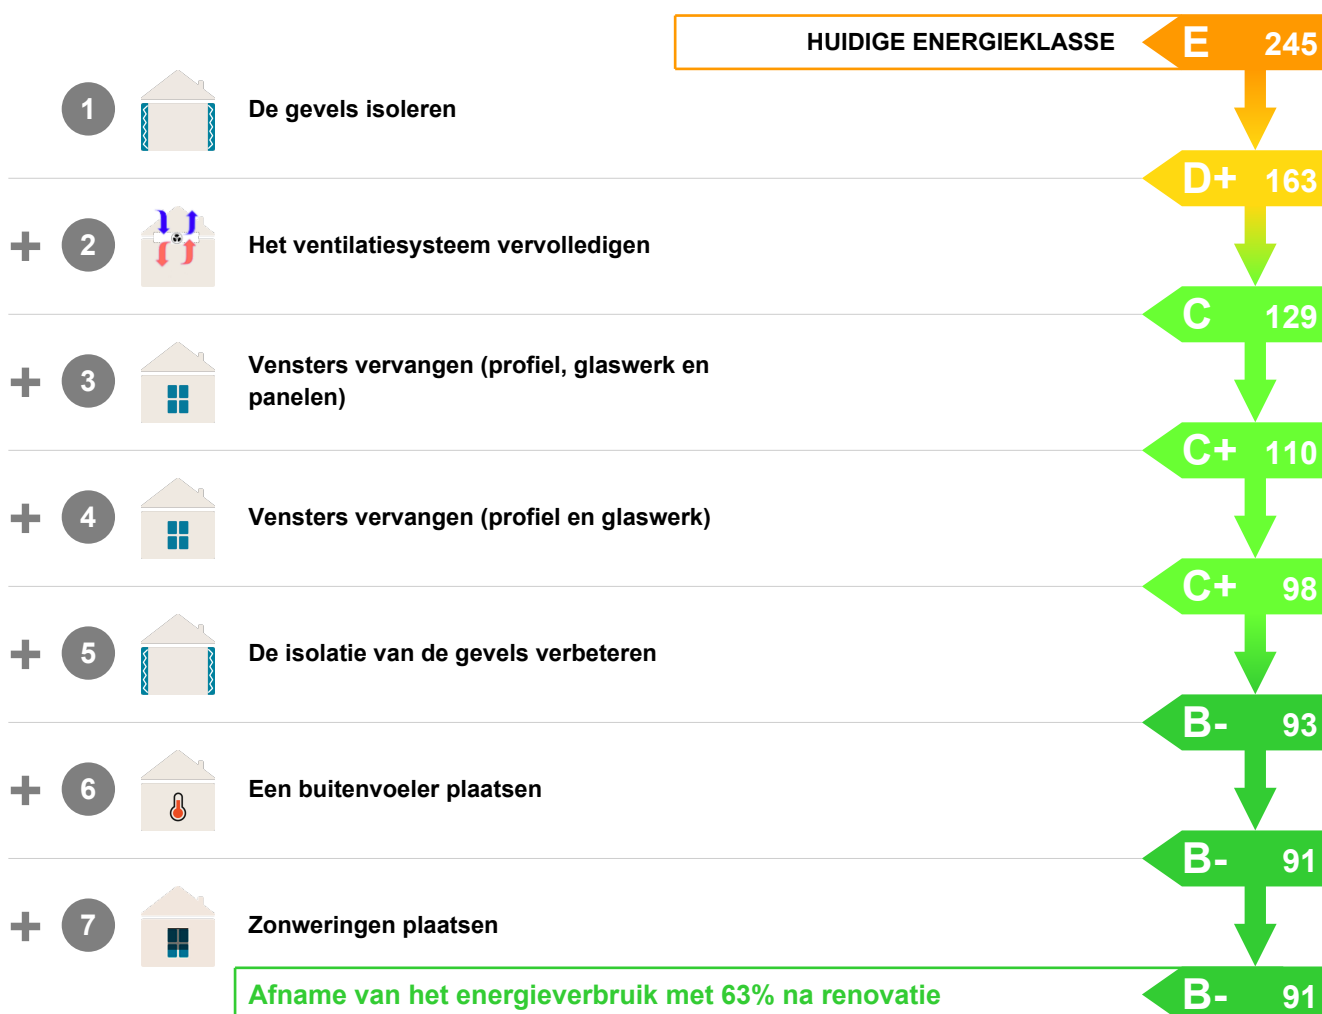 HUIDIGE ENERGIEKLASSE E 245
1 De gevels isoleren
D+ 163
+ 2 Het ventilatiesysteem vervolledigen
C 129
+ 3 Vensters vervangen (profiel, glaswerk en
panelen)
C+ 110
+ 4 Vensters vervangen (profiel en glaswerk)
C+ 98
+ 5 De isolatie van de gevels verbeteren
B- 93
+ 6 Een buitenvoeler plaatsen
B- 91
+ 7 Zonweringen plaatsen
Afname van het energieverbruik met 63% na renovatie B- 91